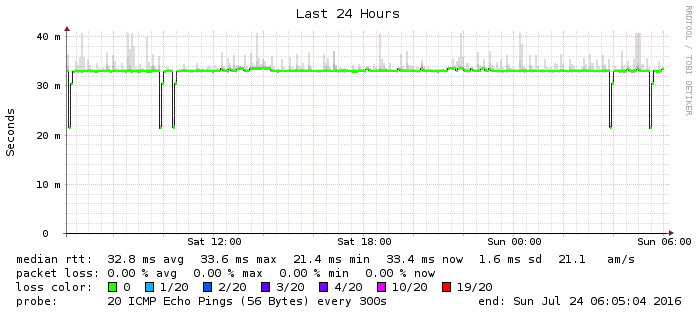 Last 24 Hours
RRDTOOL / TOBI OETIKER
Seconds
40 m
30 m
20 m
10 m
0
Sat 12:00 Sat 18:00 Sun 00:00 Sun 06:00
median rtt: 32.8 ms avg 33.6 ms max 21.4 ms min 33.4 ms now 1.6 ms sd 21.1 am/s
packet loss: 0.00 % avg 0.00 % max 0.00 % min 0.00 % now
loss color: 0 1/20 2/20 3/20 4/20 10/20 19/20
probe: 20 ICMP Echo Pings (56 Bytes) every 300s end: Sun Jul 24 06:05:04 2016